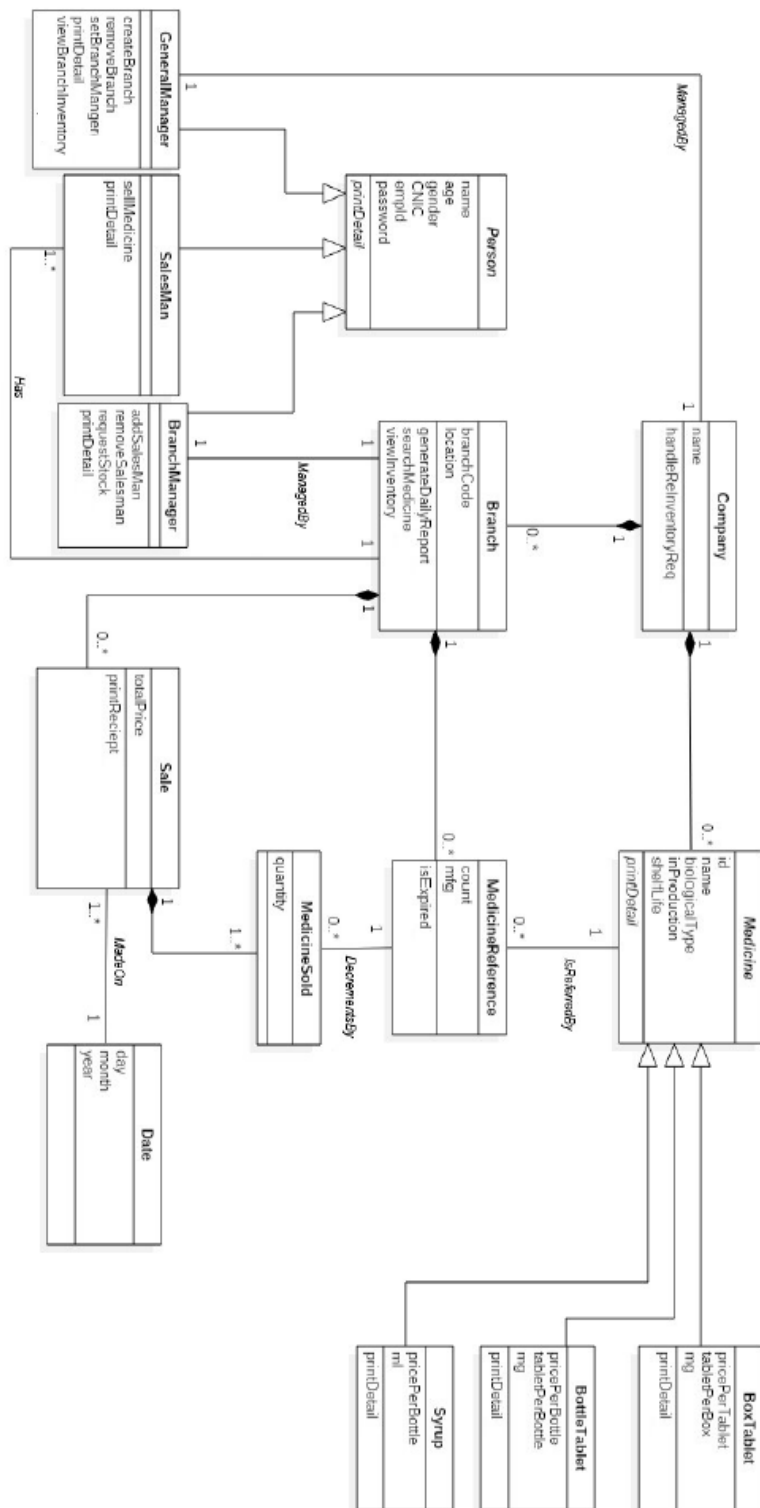 GeneralManager
createBranch
removeBranch
setBranchManger
printDetail
viewBranchInventory
1
ManagedBy
1
Company
name
handleReInventoryReq
1
1
0..*
0..*
Person
name
age
gender
CNIC
empId
password
printDetail
SalesMan
sellMedicine
printDetail
1..*
Has
1
BranchManager
addSalesMan
removeSalesman
requestStock
printDetail
1
ManagedBy
1
Branch
branchCode
location
generateDailyReport
searchMedicine
viewInventory
1
1
0..*
0..*
Medicine
id
name
biologicalType
inProduction
shelfLife
printDetail
1
IsReferredBy
0..*
MedicineReference
count
mfg
isExpired
1
DecrementsBy
0..*
MedicineSold
quantity
1..*
1
Sale
totalPrice
printReciept
1..*
MadeOn
1
Date
day
month
year
BoxTablet
pricePerTablet
tabletPerBox
mg
printDetail
BottleTablet
pricePerBottle
tabletPerBottle
mg
printDetail
Syrup
pricePerBottle
ml
printDetail